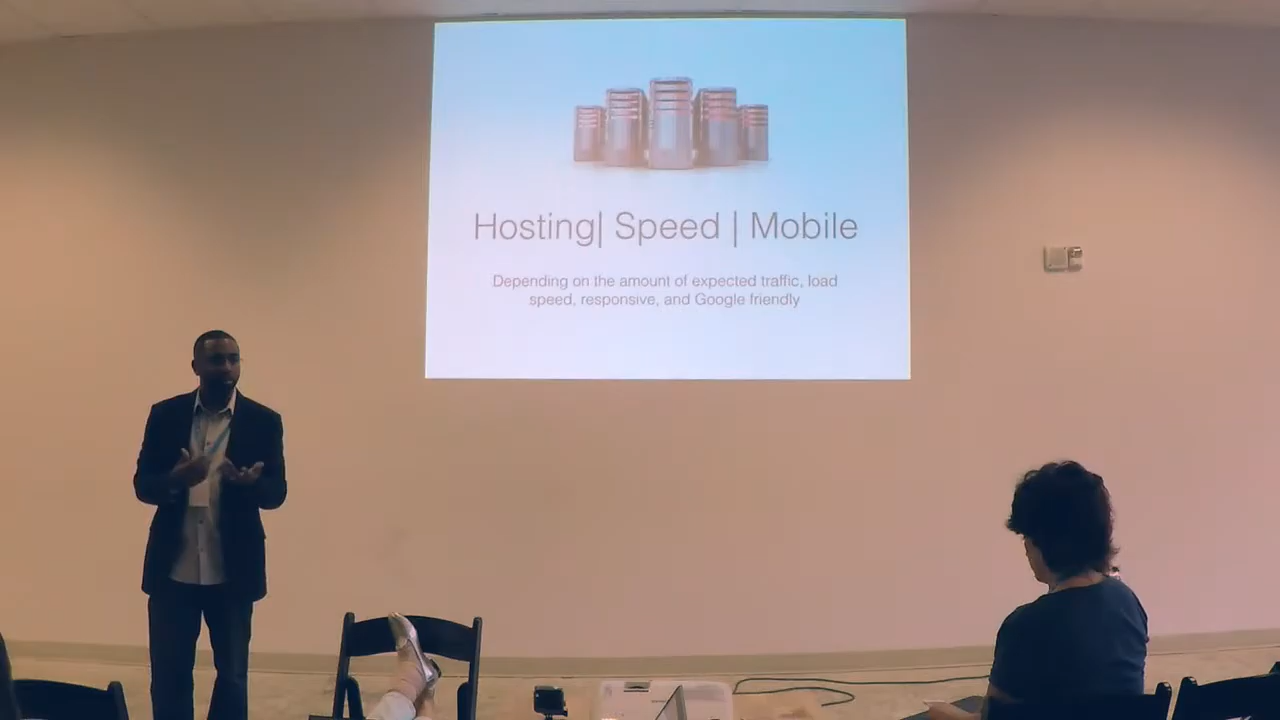 Hosting| Speed | Mobile
Depending on the amount of expected traffic, load
speed, responsive, and Google friendly